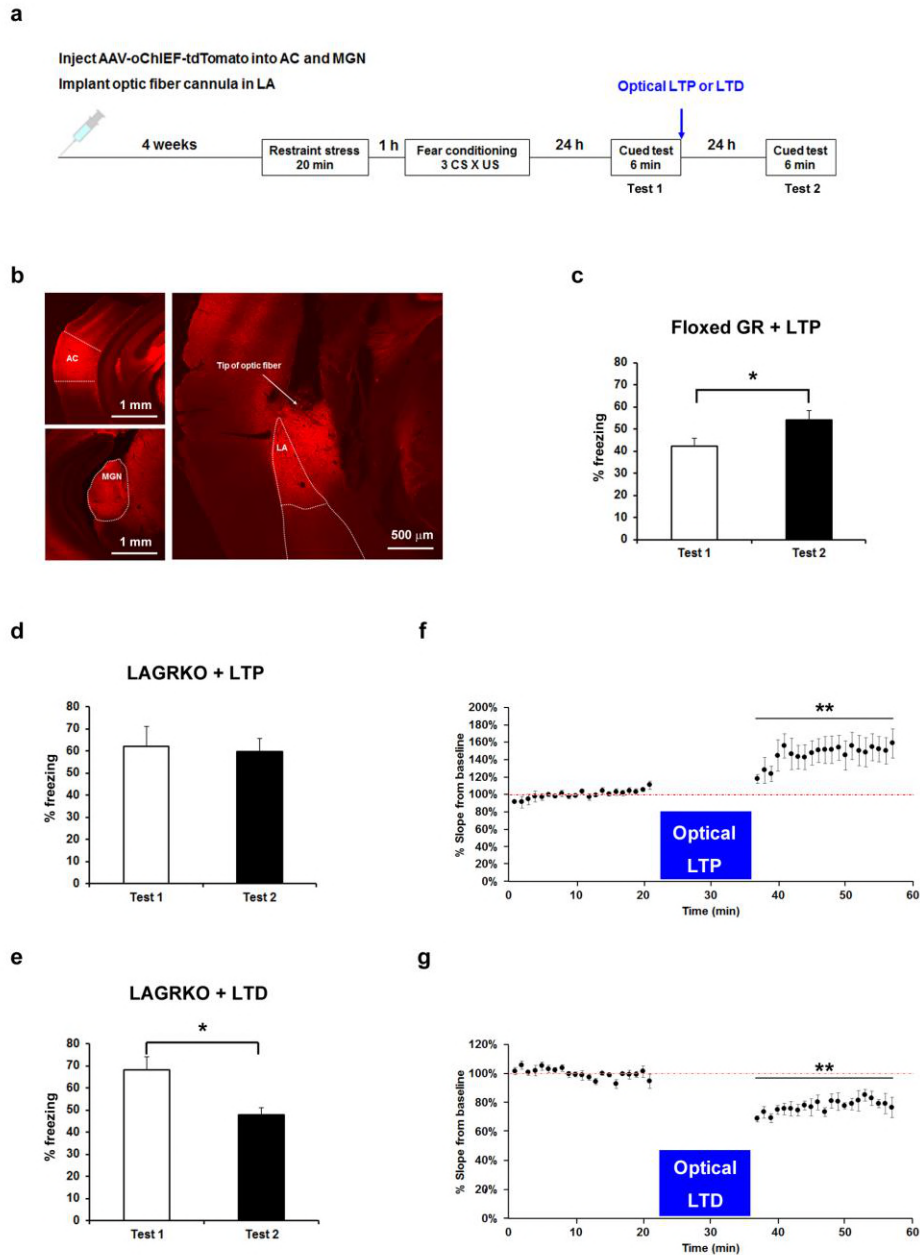 a
Inject AAV-oChIEF-tdTomato into AC and MGN
Implant optic fiber cannula in LA
Optical LTP or LTD
4 weeks
Restraint stress
20 min
1 h
Fear conditioning
3 CS X US
24 h
Cued test
6 min
24 h
Cued test
6 min
Test 1
Test 2
b
AC
1 mm
MGN
1 mm
Tip of optic fiber
LA
500 μm
c
Floxed GR + LTP
*
% freezing
80
70
60
50
40
30
20
10
0
Test 1
Test 2
d
LAGRKO + LTP
% freezing
80
70
60
50
40
30
20
10
0
Test 1
Test 2
f
**
% Slope from baseline
200%
180%
160%
140%
120%
100%
80%
60%
40%
20%
0%
Optical
LTP
0
10
20
30
40
50
60
Time (min)
e
LAGRKO + LTD
*
% freezing
80
70
60
50
40
30
20
10
0
Test 1
Test 2
g
**
% Slope from baseline
120%
100%
80%
60%
40%
20%
0%
Optical
LTD
0
10
20
30
40
50
60
Time (min)